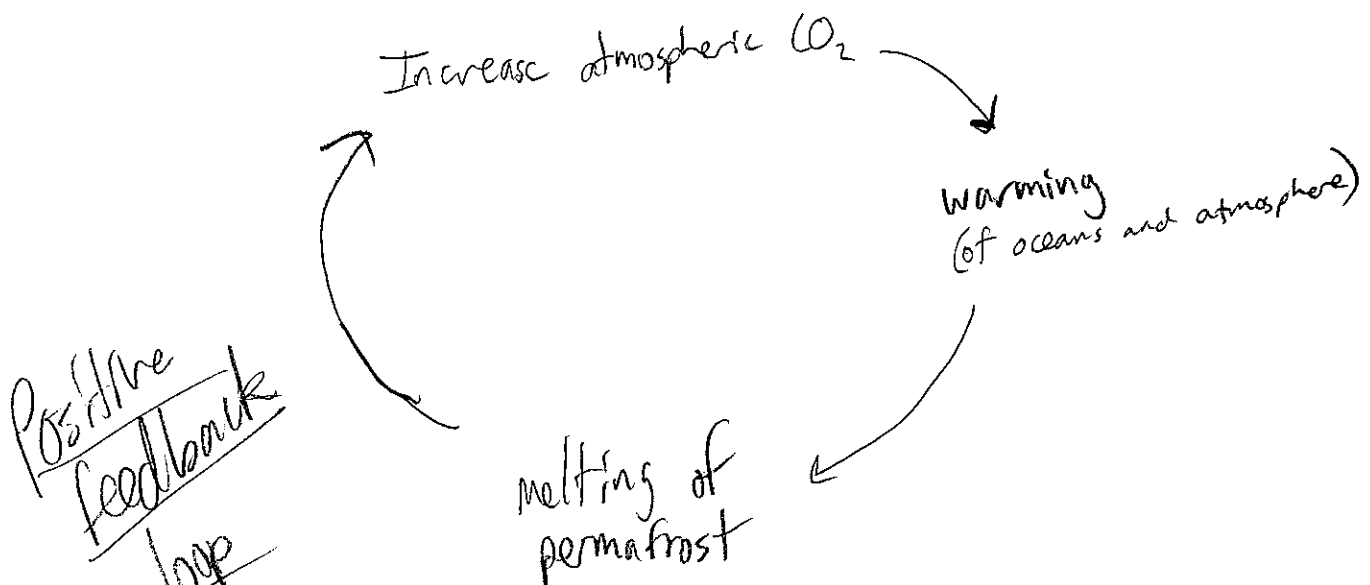 Increase atmospheric CO₂
warming
(of oceans and atmosphere)
melting of
permafrost
Positive
feedback
loop